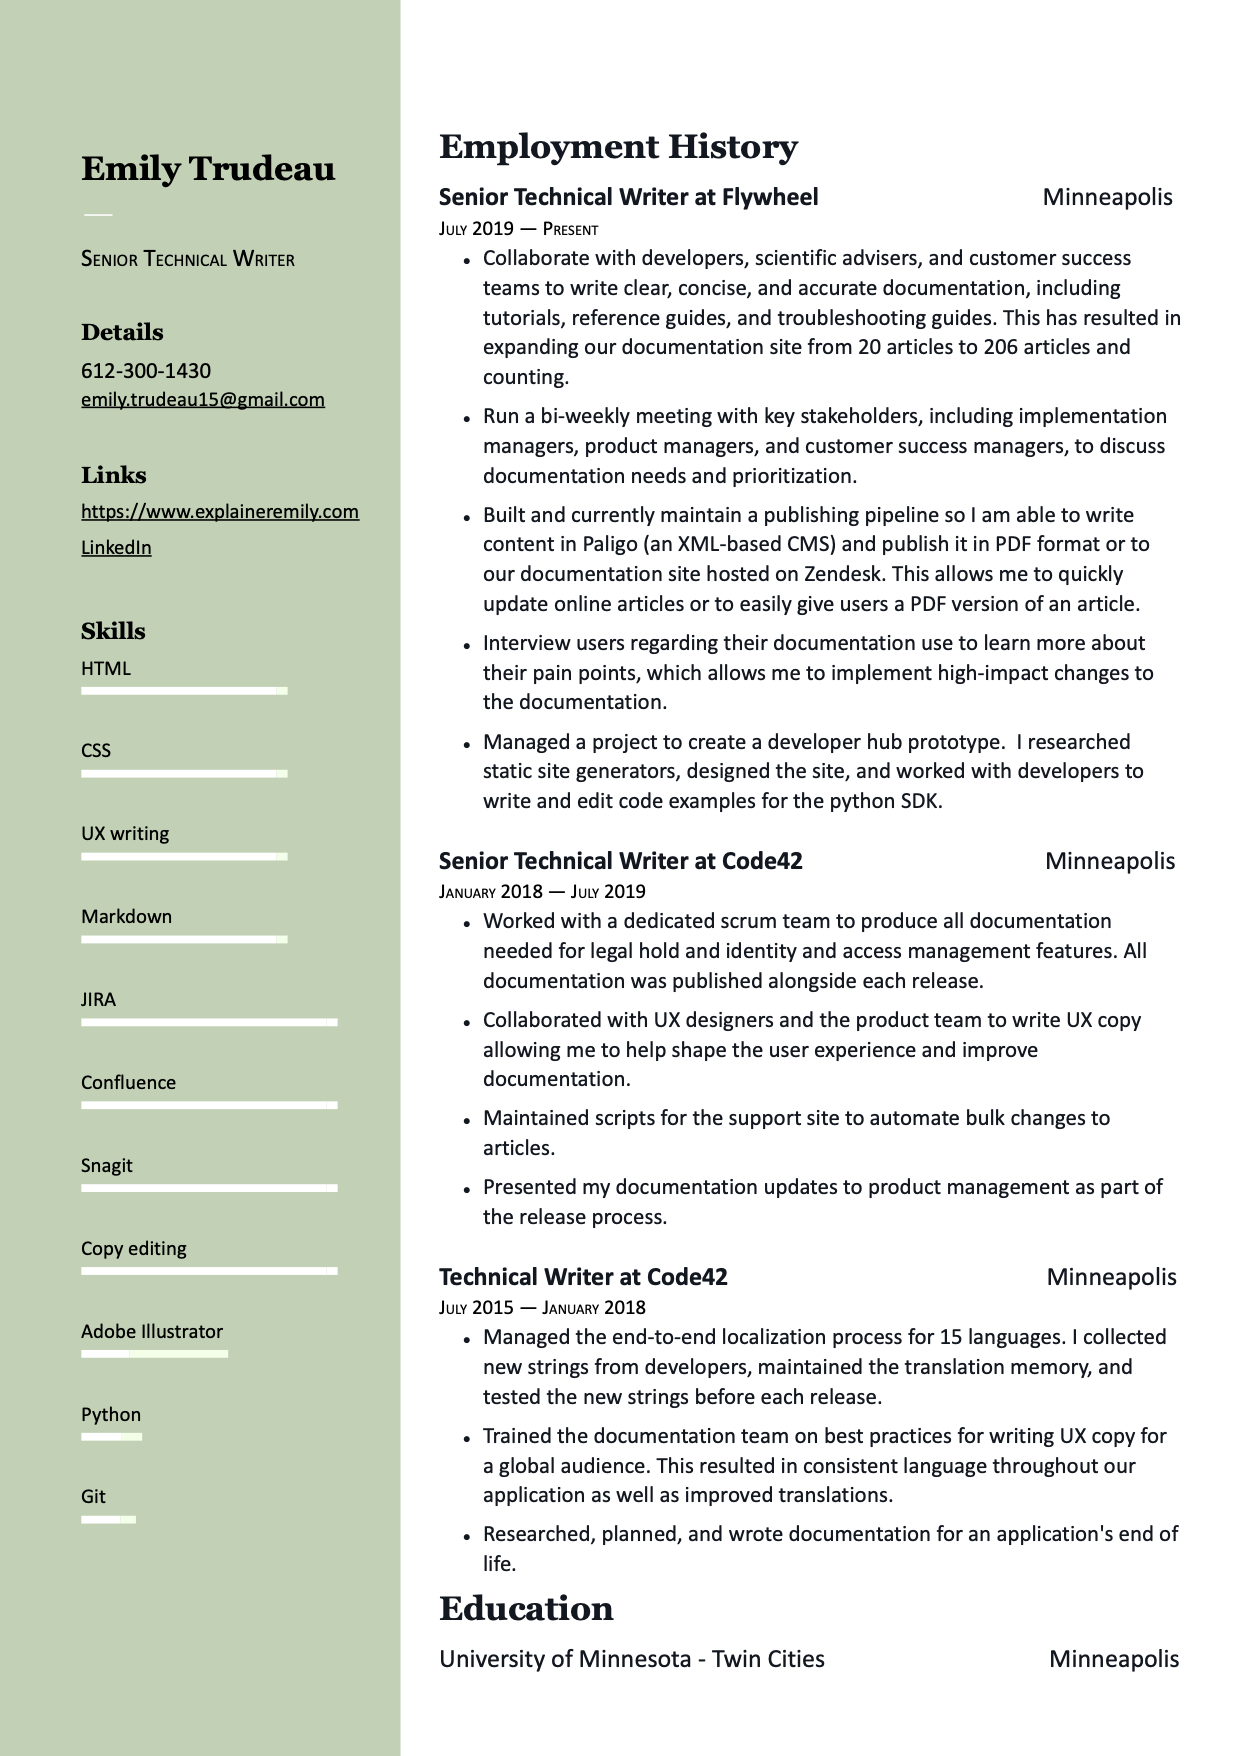 Emily Trudeau
Senior Technical Writer
Details
612-300-1430
emily.trudeau15@gmail.com
Links
https://www.explaineremily.com
LinkedIn
Skills
HTML
CSS
UX writing
Markdown
JIRA
Confluence
Snagit
Copy editing
Adobe Illustrator
Python
Git
Employment History
Senior Technical Writer at Flywheel Minneapolis
July 2019 — Present
• Collaborate with developers, scientific advisers, and customer success
teams to write clear, concise, and accurate documentation, including
tutorials, reference guides, and troubleshooting guides. This has resulted in
expanding our documentation site from 20 articles to 206 articles and
counting.
• Run a bi-weekly meeting with key stakeholders, including implementation
managers, product managers, and customer success managers, to discuss
documentation needs and prioritization.
• Built and currently maintain a publishing pipeline so I am able to write
content in Paligo (an XML-based CMS) and publish it in PDF format or to
our documentation site hosted on Zendesk. This allows me to quickly
update online articles or to easily give users a PDF version of an article.
• Interview users regarding their documentation use to learn more about
their pain points, which allows me to implement high-impact changes to
the documentation.
• Managed a project to create a developer hub prototype.  I researched
static site generators, designed the site, and worked with developers to
write and edit code examples for the python SDK.
Senior Technical Writer at Code42 Minneapolis
January 2018 — July 2019
• Worked with a dedicated scrum team to produce all documentation
needed for legal hold and identity and access management features. All
documentation was published alongside each release.
• Collaborated with UX designers and the product team to write UX copy
allowing me to help shape the user experience and improve
documentation.
• Maintained scripts for the support site to automate bulk changes to
articles.
• Presented my documentation updates to product management as part of
the release process.
Technical Writer at Code42 Minneapolis
July 2015 — January 2018
• Managed the end-to-end localization process for 15 languages. I collected
new strings from developers, maintained the translation memory, and
tested the new strings before each release.
• Trained the documentation team on best practices for writing UX copy for
a global audience. This resulted in consistent language throughout our
application as well as improved translations.
• Researched, planned, and wrote documentation for an application's end of
life.
Education
University of Minnesota - Twin Cities Minneapolis